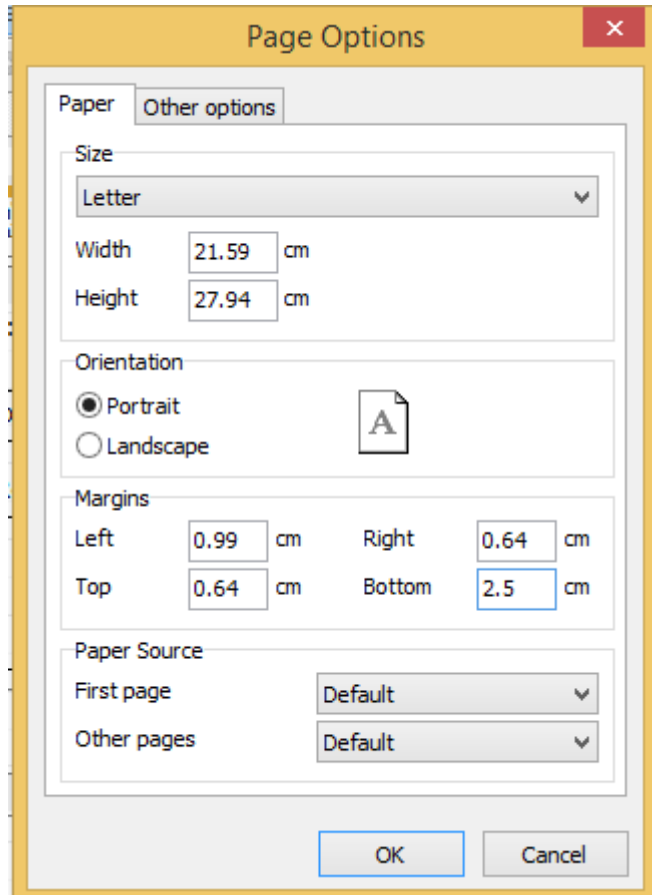 Page Options
Paper Other options
Size
Letter
Width 21.59 cm
Height 27.94 cm
Orientation
Portrait
Landscape
A
Margins
Left 0.99 cm Right 0.64 cm
Top 0.64 cm Bottom 2.5 cm
Paper Source
First page Default
Other pages Default
OK Cancel